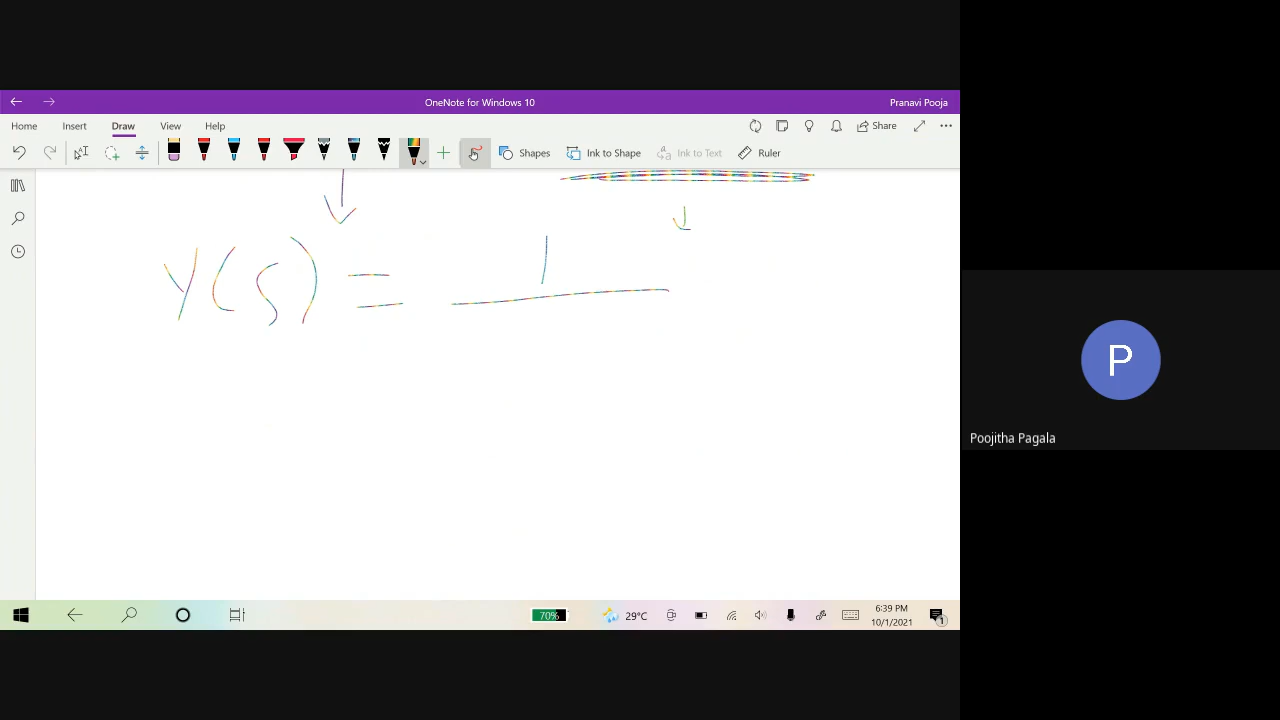 OneNote for Windows 10
Pranavi Pooja
Home Insert Draw View Help
Share
Shapes Ink to Shape Ink to Text Ruler
Y(S) = 1
P
Poojitha Pagala
70%
29°C
6:39 PM
10/1/2021
1